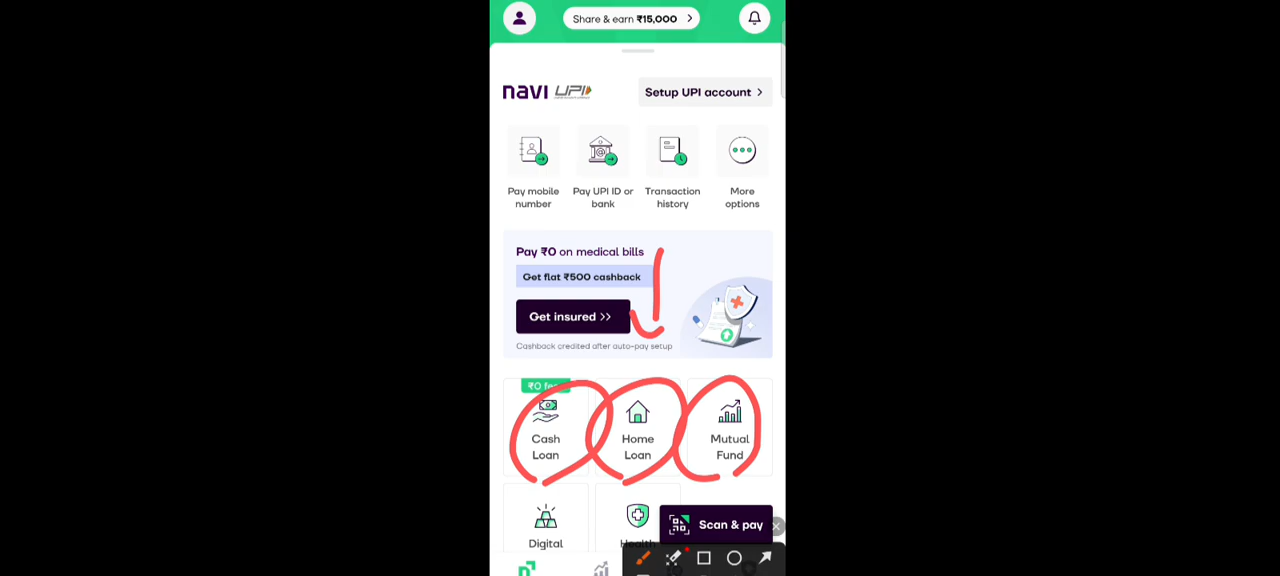 Share & earn ₹15,000
navi UPI
Setup UPI account
Pay mobile
number
Pay UPI ID or
bank
Transaction
history
More
options
Pay ₹0 on medical bills
Get flat ₹500 cashback
Get insured >>
Cashback credited after auto-pay setup
₹0
Cash
Loan
Home
Loan
Mutual
Fund
Scan & pay
Digital
Health